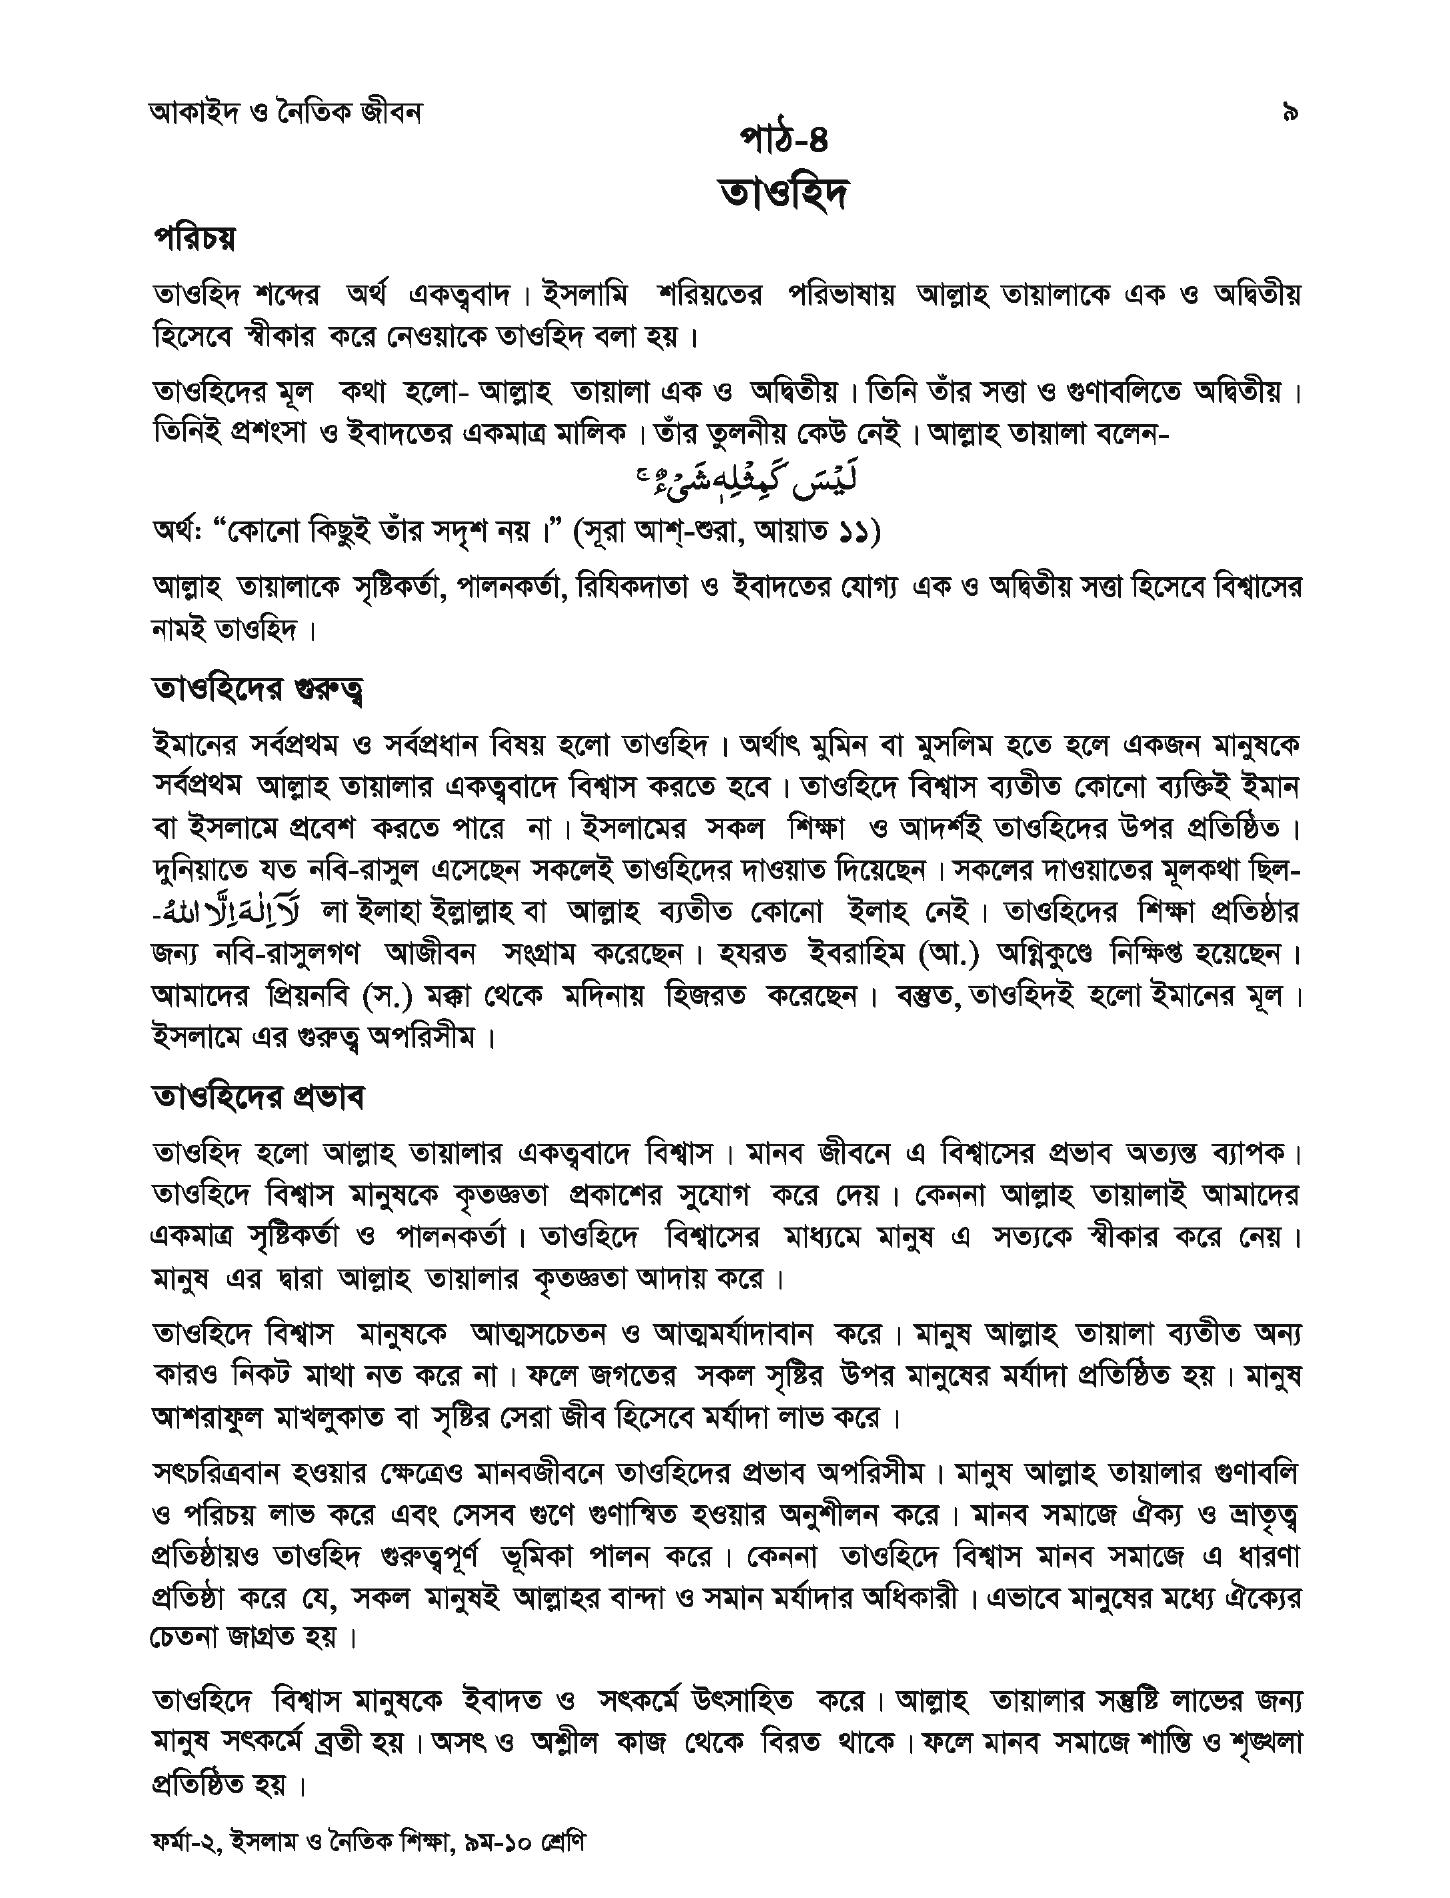 আকাইদ ও নৈতিক জীবন ৯
পাঠ-৪
তাওহিদ
পরিচয়
তাওহিদ শব্দের অর্থ একত্ববাদ। ইসলামি শরিয়তের পরিভাষায় আল্লাহ তায়ালাকে এক ও অদ্বিতীয়
হিসেবে স্বীকার করে নেওয়াকে তাওহিদ বলা হয়।
তাওহিদের মূল কথা হলো- আল্লাহ তায়ালা এক ও অদ্বিতীয়। তিনি তাঁর সত্তা ও গুণাবলিতে অদ্বিতীয়।
তিনিই প্রশংসা ও ইবাদতের একমাত্র মালিক। তাঁর তুলনীয় কেউ নেই। আল্লাহ তায়ালা বলেন-
لَيْسَ كَمِثْلِهٖ شَىْءٌ ۚ
অর্থ: “কোনো কিছুই তাঁর সদৃশ নয়।” (সূরা আশ্-শুরা, আয়াত ১১)
আল্লাহ তায়ালাকে সৃষ্টিকর্তা, পালনকর্তা, রিযিকদাতা ও ইবাদতের যোগ্য এক ও অদ্বিতীয় সত্তা হিসেবে বিশ্বাসের
নামই তাওহিদ।
তাওহিদের গুরুত্ব
ইমানের সর্বপ্রথম ও সর্বপ্রধান বিষয় হলো তাওহিদ। অর্থাৎ মুমিন বা মুসলিম হতে হলে একজন মানুষকে
সর্বপ্রথম আল্লাহ তায়ালার একত্ববাদে বিশ্বাস করতে হবে। তাওহিদে বিশ্বাস ব্যতীত কোনো ব্যক্তিই ইমান
বা ইসলামে প্রবেশ করতে পারে না। ইসলামের সকল শিক্ষা ও আদর্শই তাওহিদের উপর প্রতিষ্ঠিত।
দুনিয়াতে যত নবি-রাসুল এসেছেন সকলেই তাওহিদের দাওয়াত দিয়েছেন। সকলের দাওয়াতের মূলকথা ছিল-
-لَآ اِلٰهَ اِلَّا اللهُ লা ইলাহা ইল্লাল্লাহ বা আল্লাহ ব্যতীত কোনো ইলাহ নেই। তাওহিদের শিক্ষা প্রতিষ্ঠার
জন্য নবি-রাসুলগণ আজীবন সংগ্রাম করেছেন। হযরত ইবরাহিম (আ.) অগ্নিকুণ্ডে নিক্ষিপ্ত হয়েছেন।
আমাদের প্রিয়নবি (স.) মক্কা থেকে মদিনায় হিজরত করেছেন। বস্তুত, তাওহিদই হলো ইমানের মূল।
ইসলামে এর গুরুত্ব অপরিসীম।
তাওহিদের প্রভাব
তাওহিদ হলো আল্লাহ তায়ালার একত্ববাদে বিশ্বাস। মানব জীবনে এ বিশ্বাসের প্রভাব অত্যন্ত ব্যাপক।
তাওহিদে বিশ্বাস মানুষকে কৃতজ্ঞতা প্রকাশের সুযোগ করে দেয়। কেননা আল্লাহ তায়ালাই আমাদের
একমাত্র সৃষ্টিকর্তা ও পালনকর্তা। তাওহিদে বিশ্বাসের মাধ্যমে মানুষ এ সত্যকে স্বীকার করে নেয়।
মানুষ এর দ্বারা আল্লাহ তায়ালার কৃতজ্ঞতা আদায় করে।
তাওহিদে বিশ্বাস মানুষকে আত্মসচেতন ও আত্মমর্যাদাবান করে। মানুষ আল্লাহ তায়ালা ব্যতীত অন্য
কারও নিকট মাথা নত করে না। ফলে জগতের সকল সৃষ্টির উপর মানুষের মর্যাদা প্রতিষ্ঠিত হয়। মানুষ
আশরাফুল মাখলুকাত বা সৃষ্টির সেরা জীব হিসেবে মর্যাদা লাভ করে।
সৎচরিত্রবান হওয়ার ক্ষেত্রেও মানবজীবনে তাওহিদের প্রভাব অপরিসীম। মানুষ আল্লাহ তায়ালার গুণাবলি
ও পরিচয় লাভ করে এবং সেসব গুণে গুণান্বিত হওয়ার অনুশীলন করে। মানব সমাজে ঐক্য ও ভ্রাতৃত্ব
প্রতিষ্ঠায়ও তাওহিদ গুরুত্বপূর্ণ ভূমিকা পালন করে। কেননা তাওহিদে বিশ্বাস মানব সমাজে এ ধারণা
প্রতিষ্ঠা করে যে, সকল মানুষই আল্লাহর বান্দা ও সমান মর্যাদার অধিকারী। এভাবে মানুষের মধ্যে ঐক্যের
চেতনা জাগ্রত হয়।
তাওহিদে বিশ্বাস মানুষকে ইবাদত ও সৎকর্মে উৎসাহিত করে। আল্লাহ তায়ালার সন্তুষ্টি লাভের জন্য
মানুষ সৎকর্মে ব্রতী হয়। অসৎ ও অশ্লীল কাজ থেকে বিরত থাকে। ফলে মানব সমাজে শান্তি ও শৃঙ্খলা
প্রতিষ্ঠিত হয়।
ফর্মা-২, ইসলাম ও নৈতিক শিক্ষা, ৯ম-১০ শ্রেণি